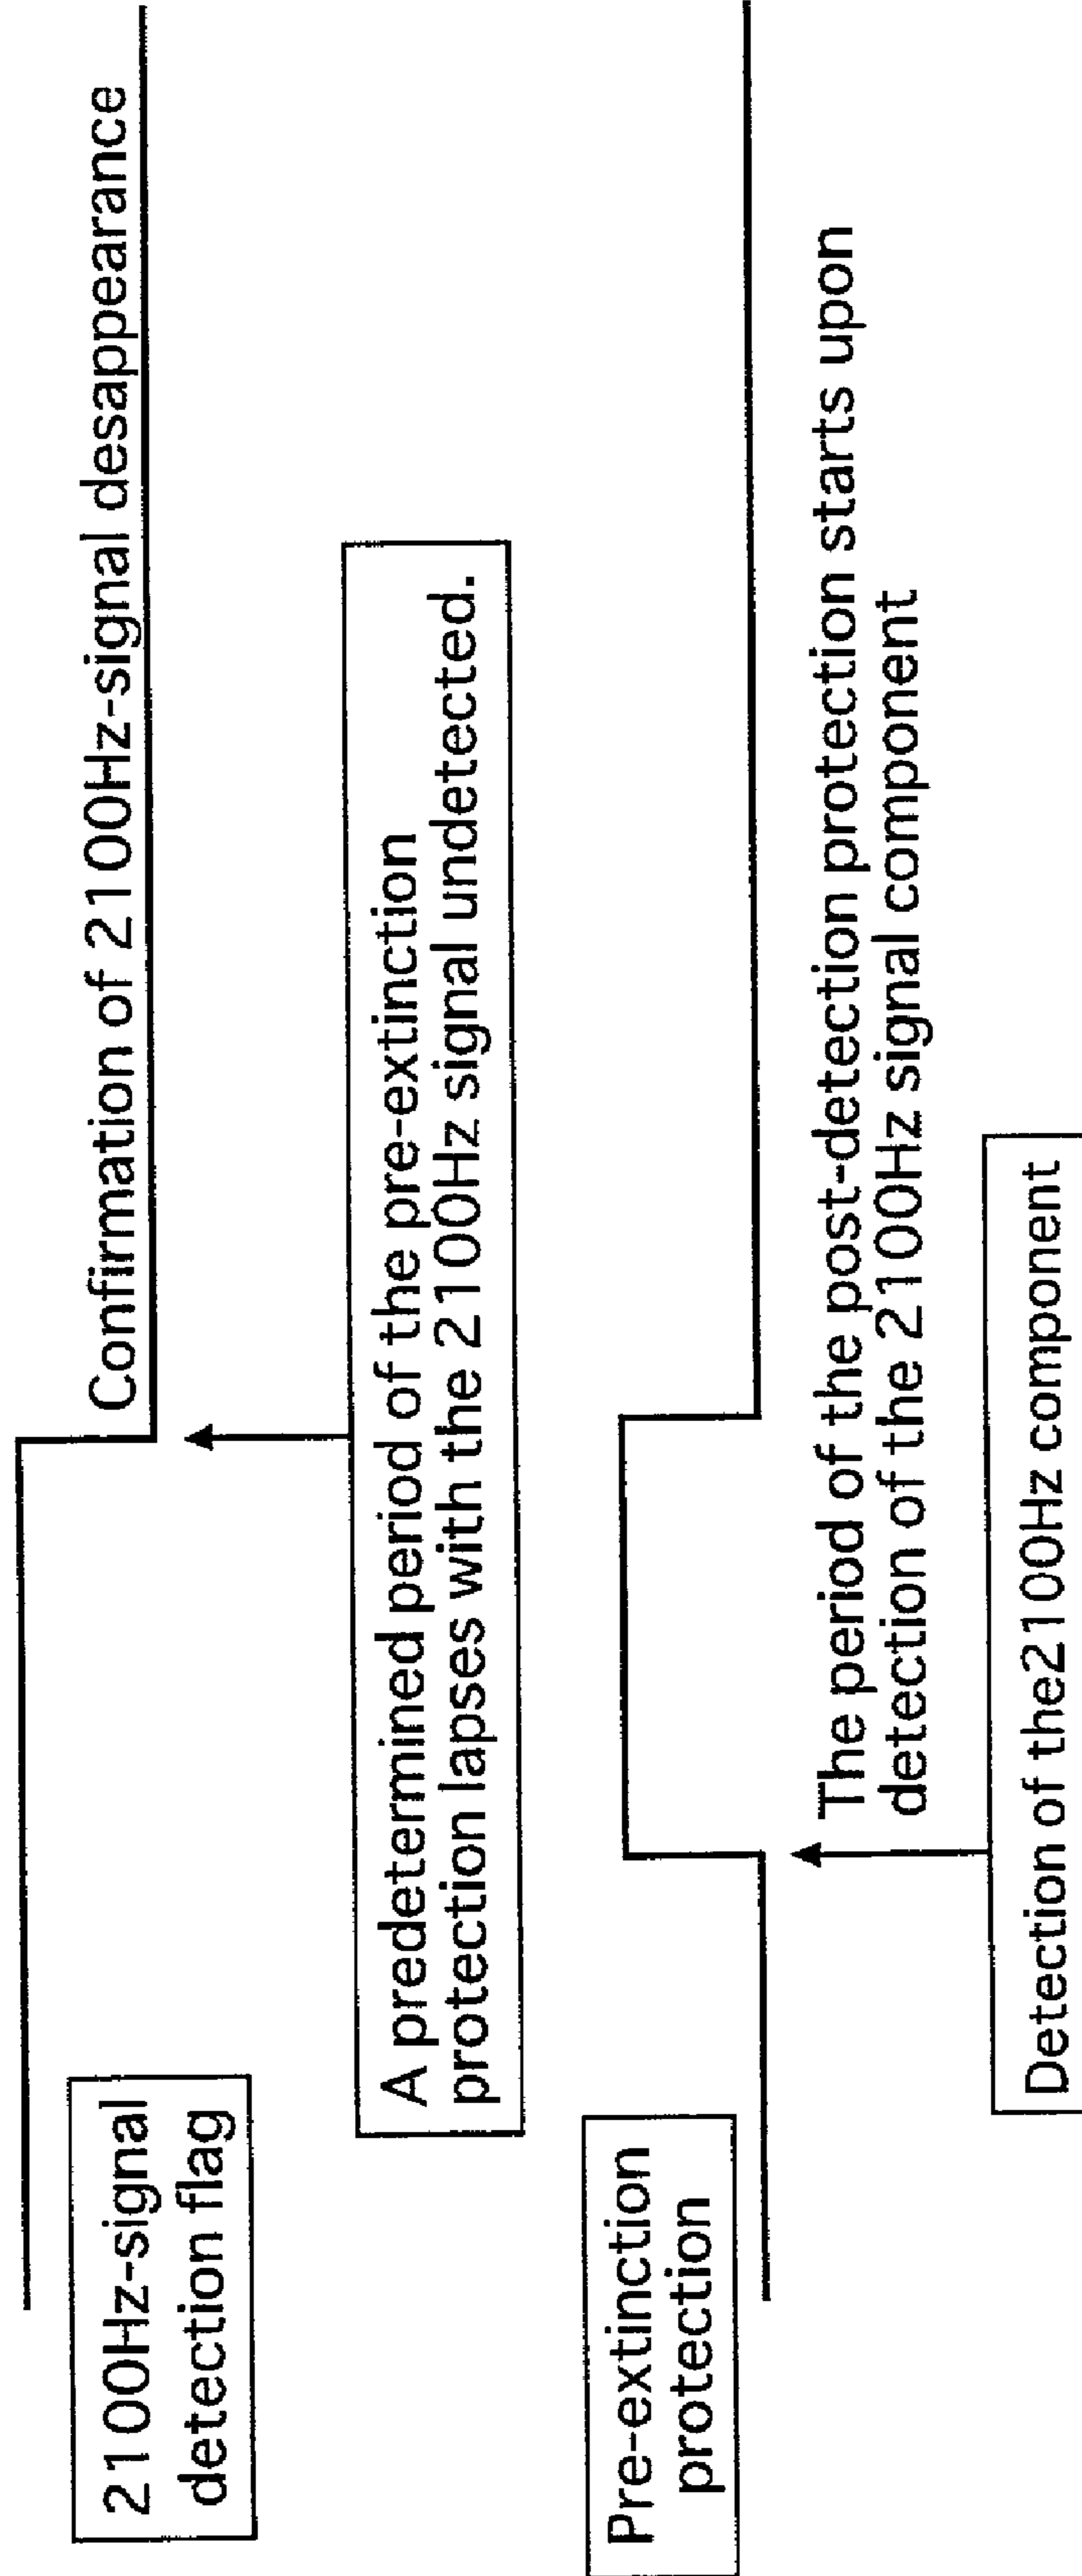 2100Hz-signal
detection flag
Confirmation of 2100Hz-signal desappearance
A predetermined period of the pre-extinction
protection lapses with the 2100Hz signal undetected.
Pre-extinction
protection
The period of the post-detection protection starts upon
detection of the 2100Hz signal component
Detection of the2100Hz component